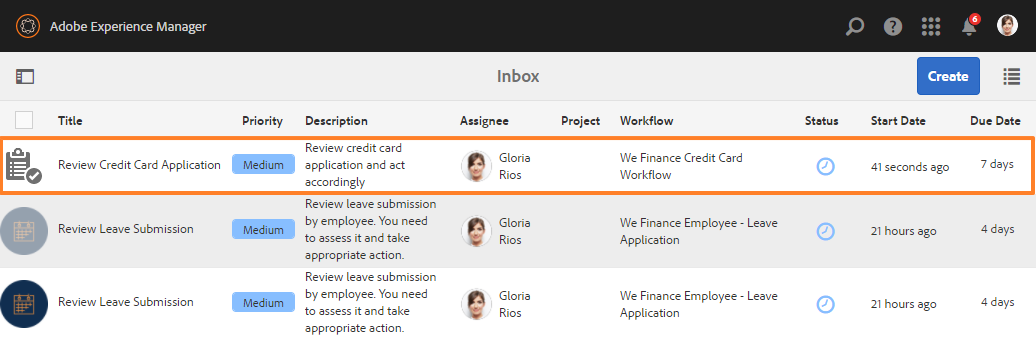 Adobe Experience Manager
6
Inbox
Create
Title Priority Description Assignee Project Workflow Status Start Date Due Date
Review Credit Card Application Medium Review credit card application and act accordingly Gloria Rios We Finance Credit Card Workflow 41 seconds ago 7 days
Review Leave Submission Medium Review leave submission by employee. You need to assess it and take appropriate action. Gloria Rios We Finance Employee - Leave Application 21 hours ago 4 days
Review Leave Submission Medium Review leave submission by employee. You need to assess it and take appropriate action. Gloria Rios We Finance Employee - Leave Application 21 hours ago 4 days